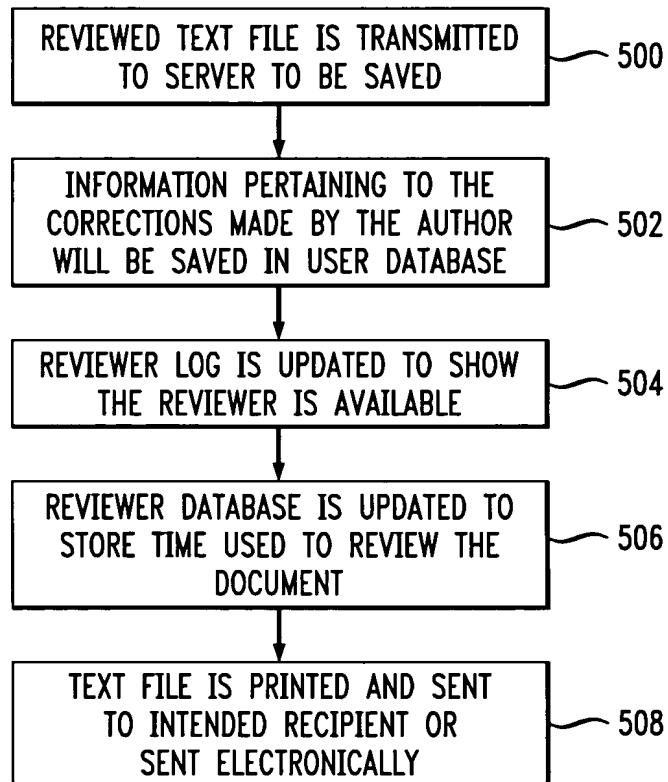 REVIEWED TEXT FILE IS TRANSMITTED
TO SERVER TO BE SAVED
500
INFORMATION PERTAINING TO THE
CORRECTIONS MADE BY THE AUTHOR
WILL BE SAVED IN USER DATABASE
502
REVIEWER LOG IS UPDATED TO SHOW
THE REVIEWER IS AVAILABLE
504
REVIEWER DATABASE IS UPDATED TO
STORE TIME USED TO REVIEW THE
DOCUMENT
506
TEXT FILE IS PRINTED AND SENT
TO INTENDED RECIPIENT OR
SENT ELECTRONICALLY
508